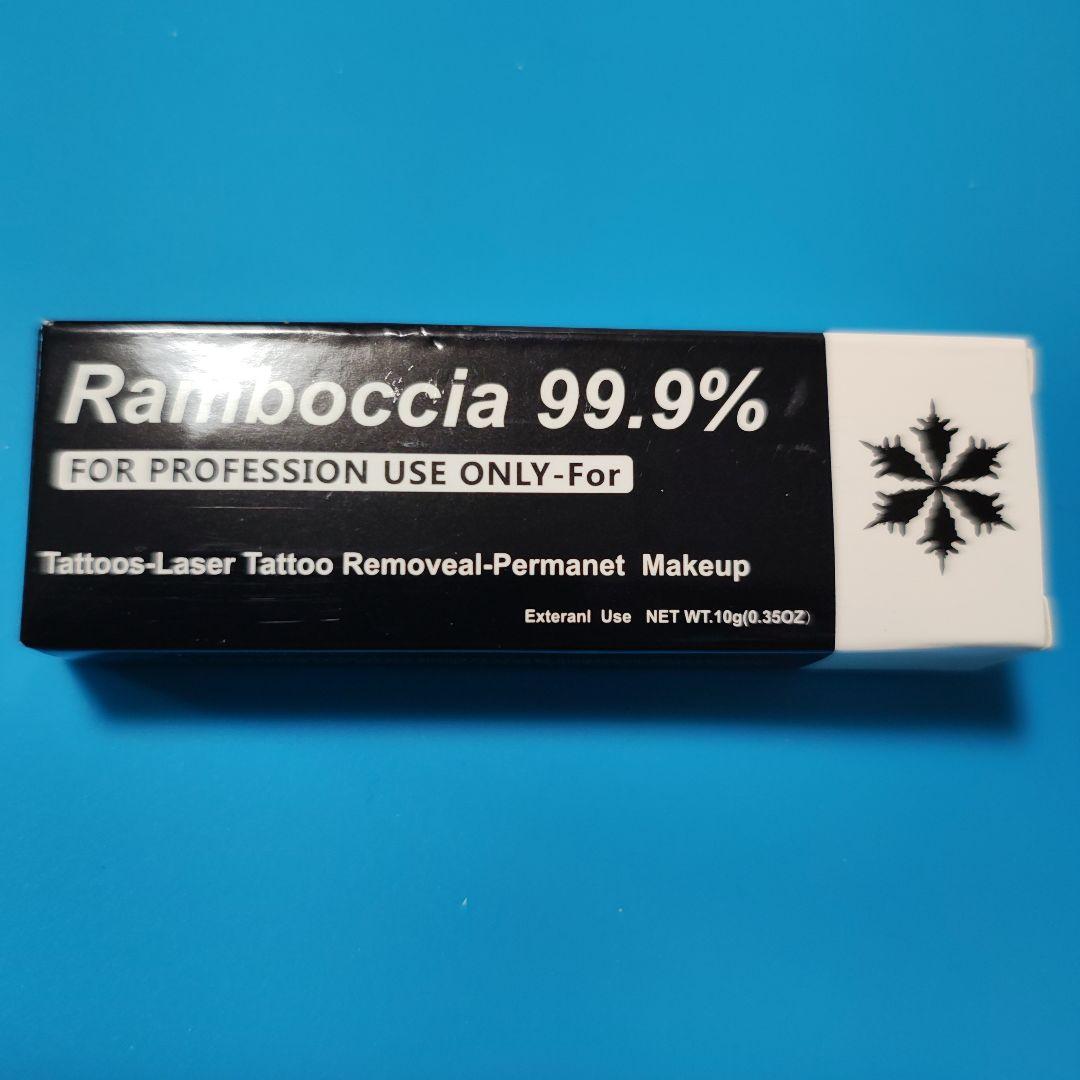 Ramboccia 99.9%
FOR PROFESSION USE ONLY-For
Tattoos-Laser Tattoo Removeal-Permanet Makeup
Exteranl Use NET WT.10g(0.35OZ)